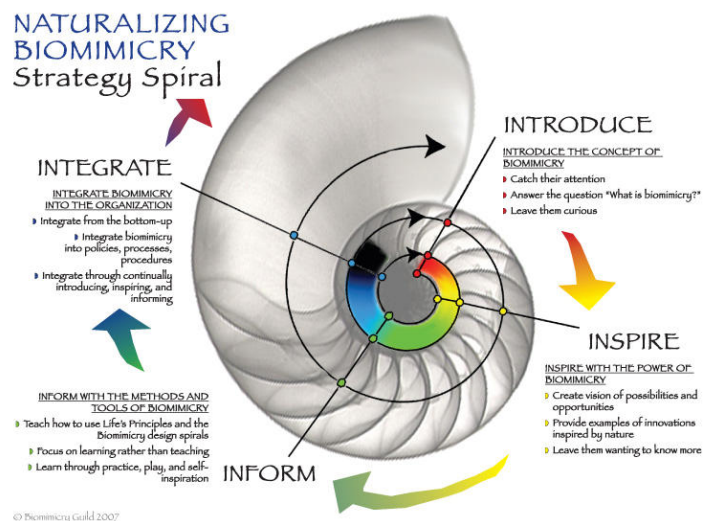 NATURALIZING
BIOMIMICRY
Strategy Spiral
INTRODUCE
INTRODUCE THE CONCEPT OF
BIOMIMICRY
Catch their attention
Answer the question "What is biomimicry?"
Leave them curious
INSPIRE
INSPIRE WITH THE POWER OF
BIOMIMICRY
Create vision of possibilities and
opportunities
Provide examples of innovations
inspired by nature
Leave them wanting to know more
INFORM
INFORM WITH THE METHODS AND
TOOLS OF BIOMIMICRY
Teach how to use Life's Principles and the
Biomimicry design spirals
Focus on learning rather than teaching
Learn through practice, play, and self-
inspiration
INTEGRATE
INTEGRATE BIOMIMICRY
INTO THE ORGANIZATION
Integrate from the bottom-up
Integrate biomimicry
into policies, processes,
procedures
Integrate through continually
introducing, inspiring, and
informing
© Biomimicry Guild 2007